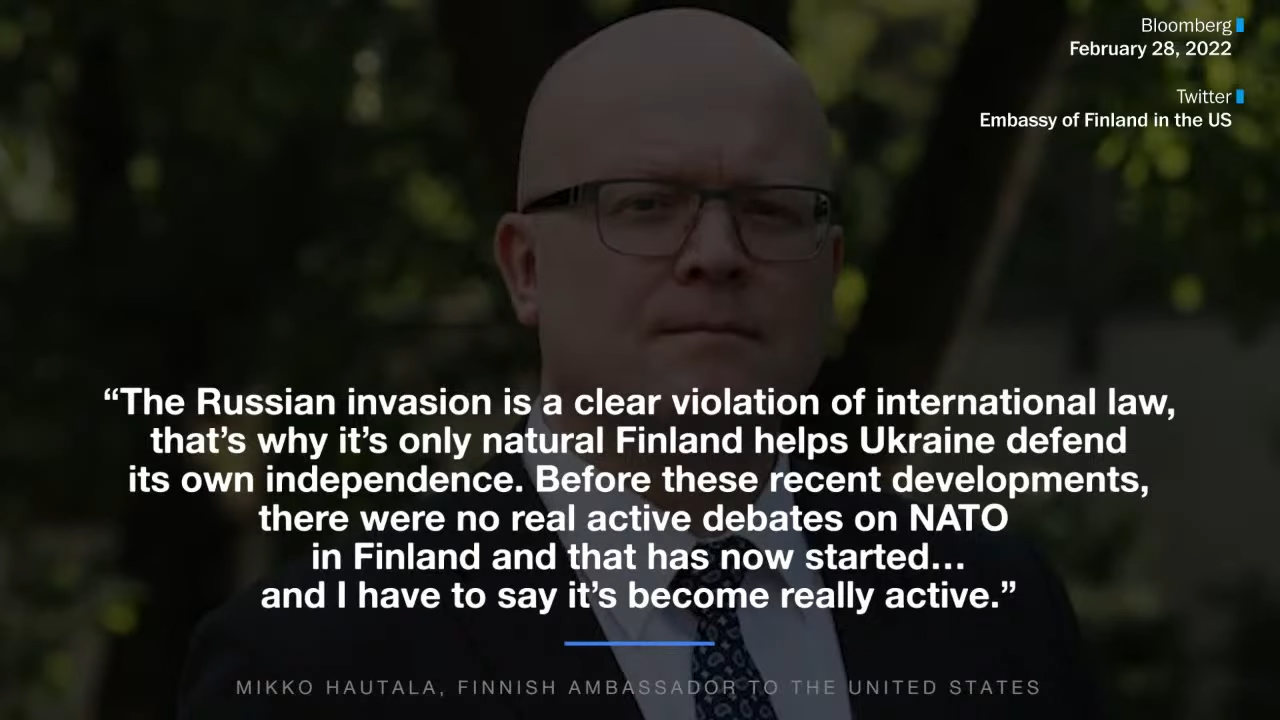 Bloomberg
February 28, 2022
Twitter
Embassy of Finland in the US
“The Russian invasion is a clear violation of international law,
that’s why it’s only natural Finland helps Ukraine defend
its own independence. Before these recent developments,
there were no real active debates on NATO
in Finland and that has now started…
and I have to say it’s become really active.”
MIKKO HAUTALA, FINNISH AMBASSADOR TO THE UNITED STATES